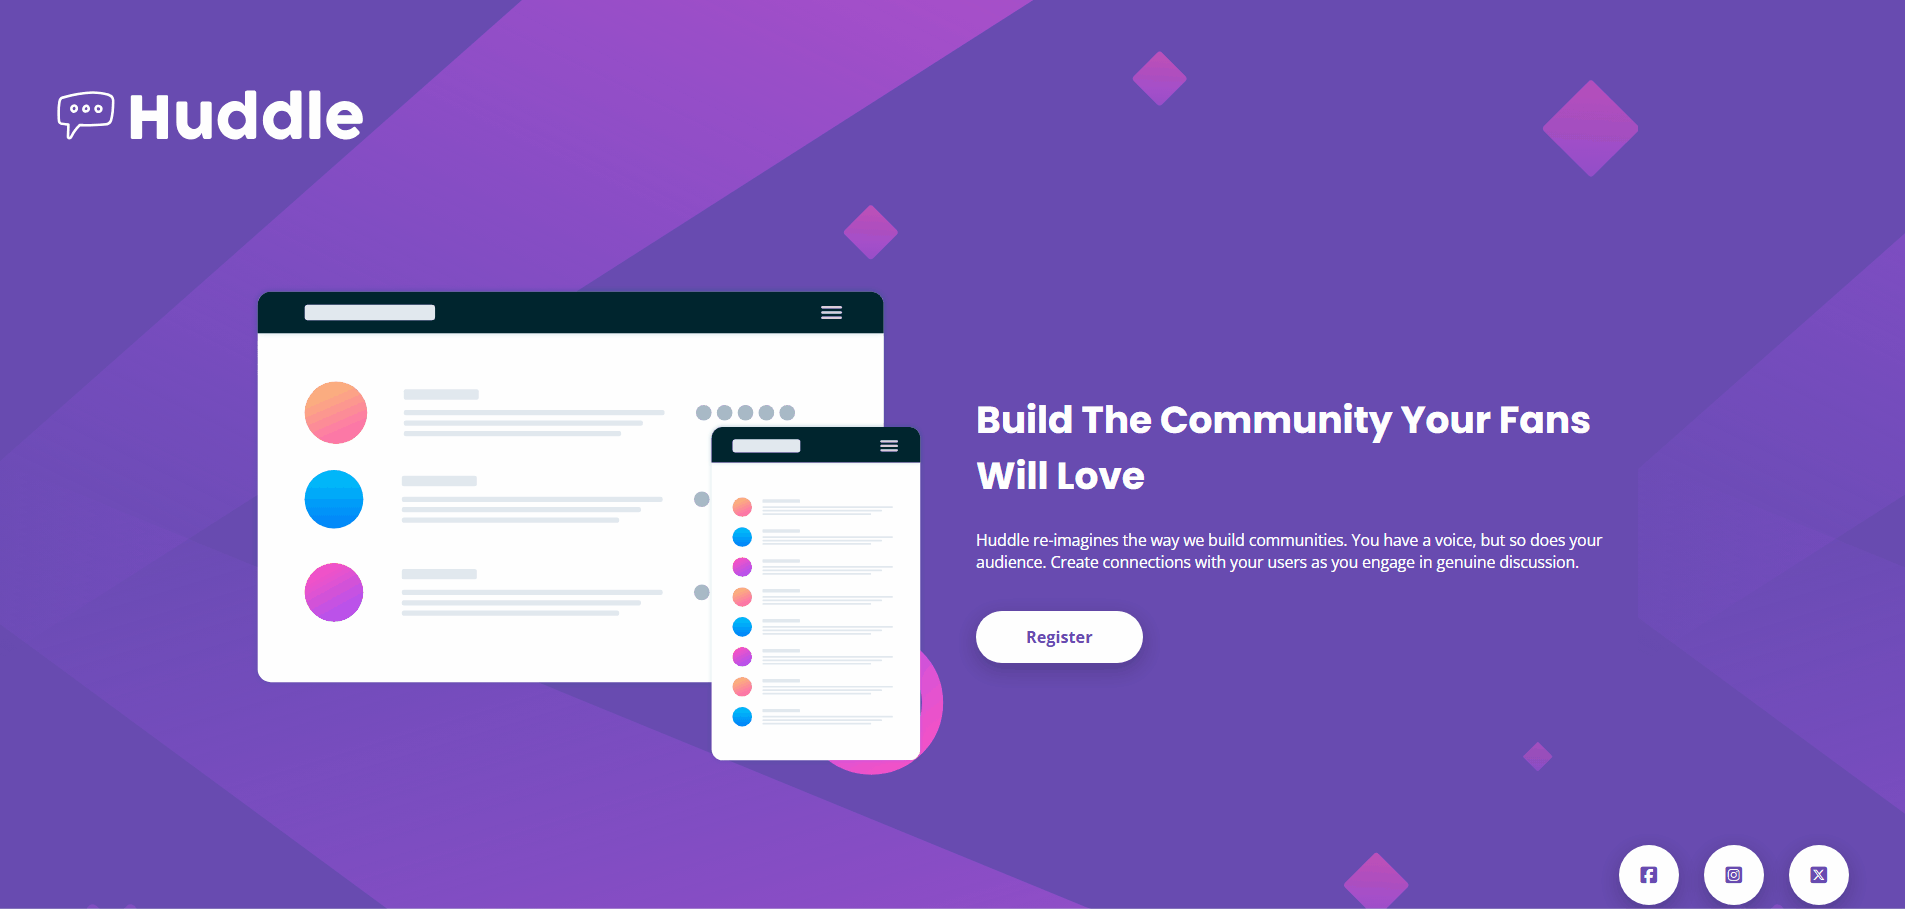 Huddle
Build The Community Your Fans
Will Love
Huddle re-imagines the way we build communities. You have a voice, but so does your
audience. Create connections with your users as you engage in genuine discussion.
Register